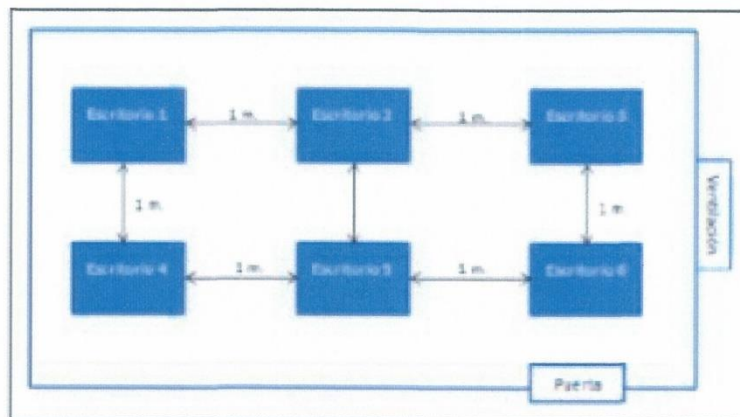 Escritorio 1
1 m.
Escritorio 2
1 m.
Escritorio 3
1 m.
1 m.
Ventilación
Escritorio 4
1 m.
Escritorio 5
1 m.
Escritorio 6
Puerta